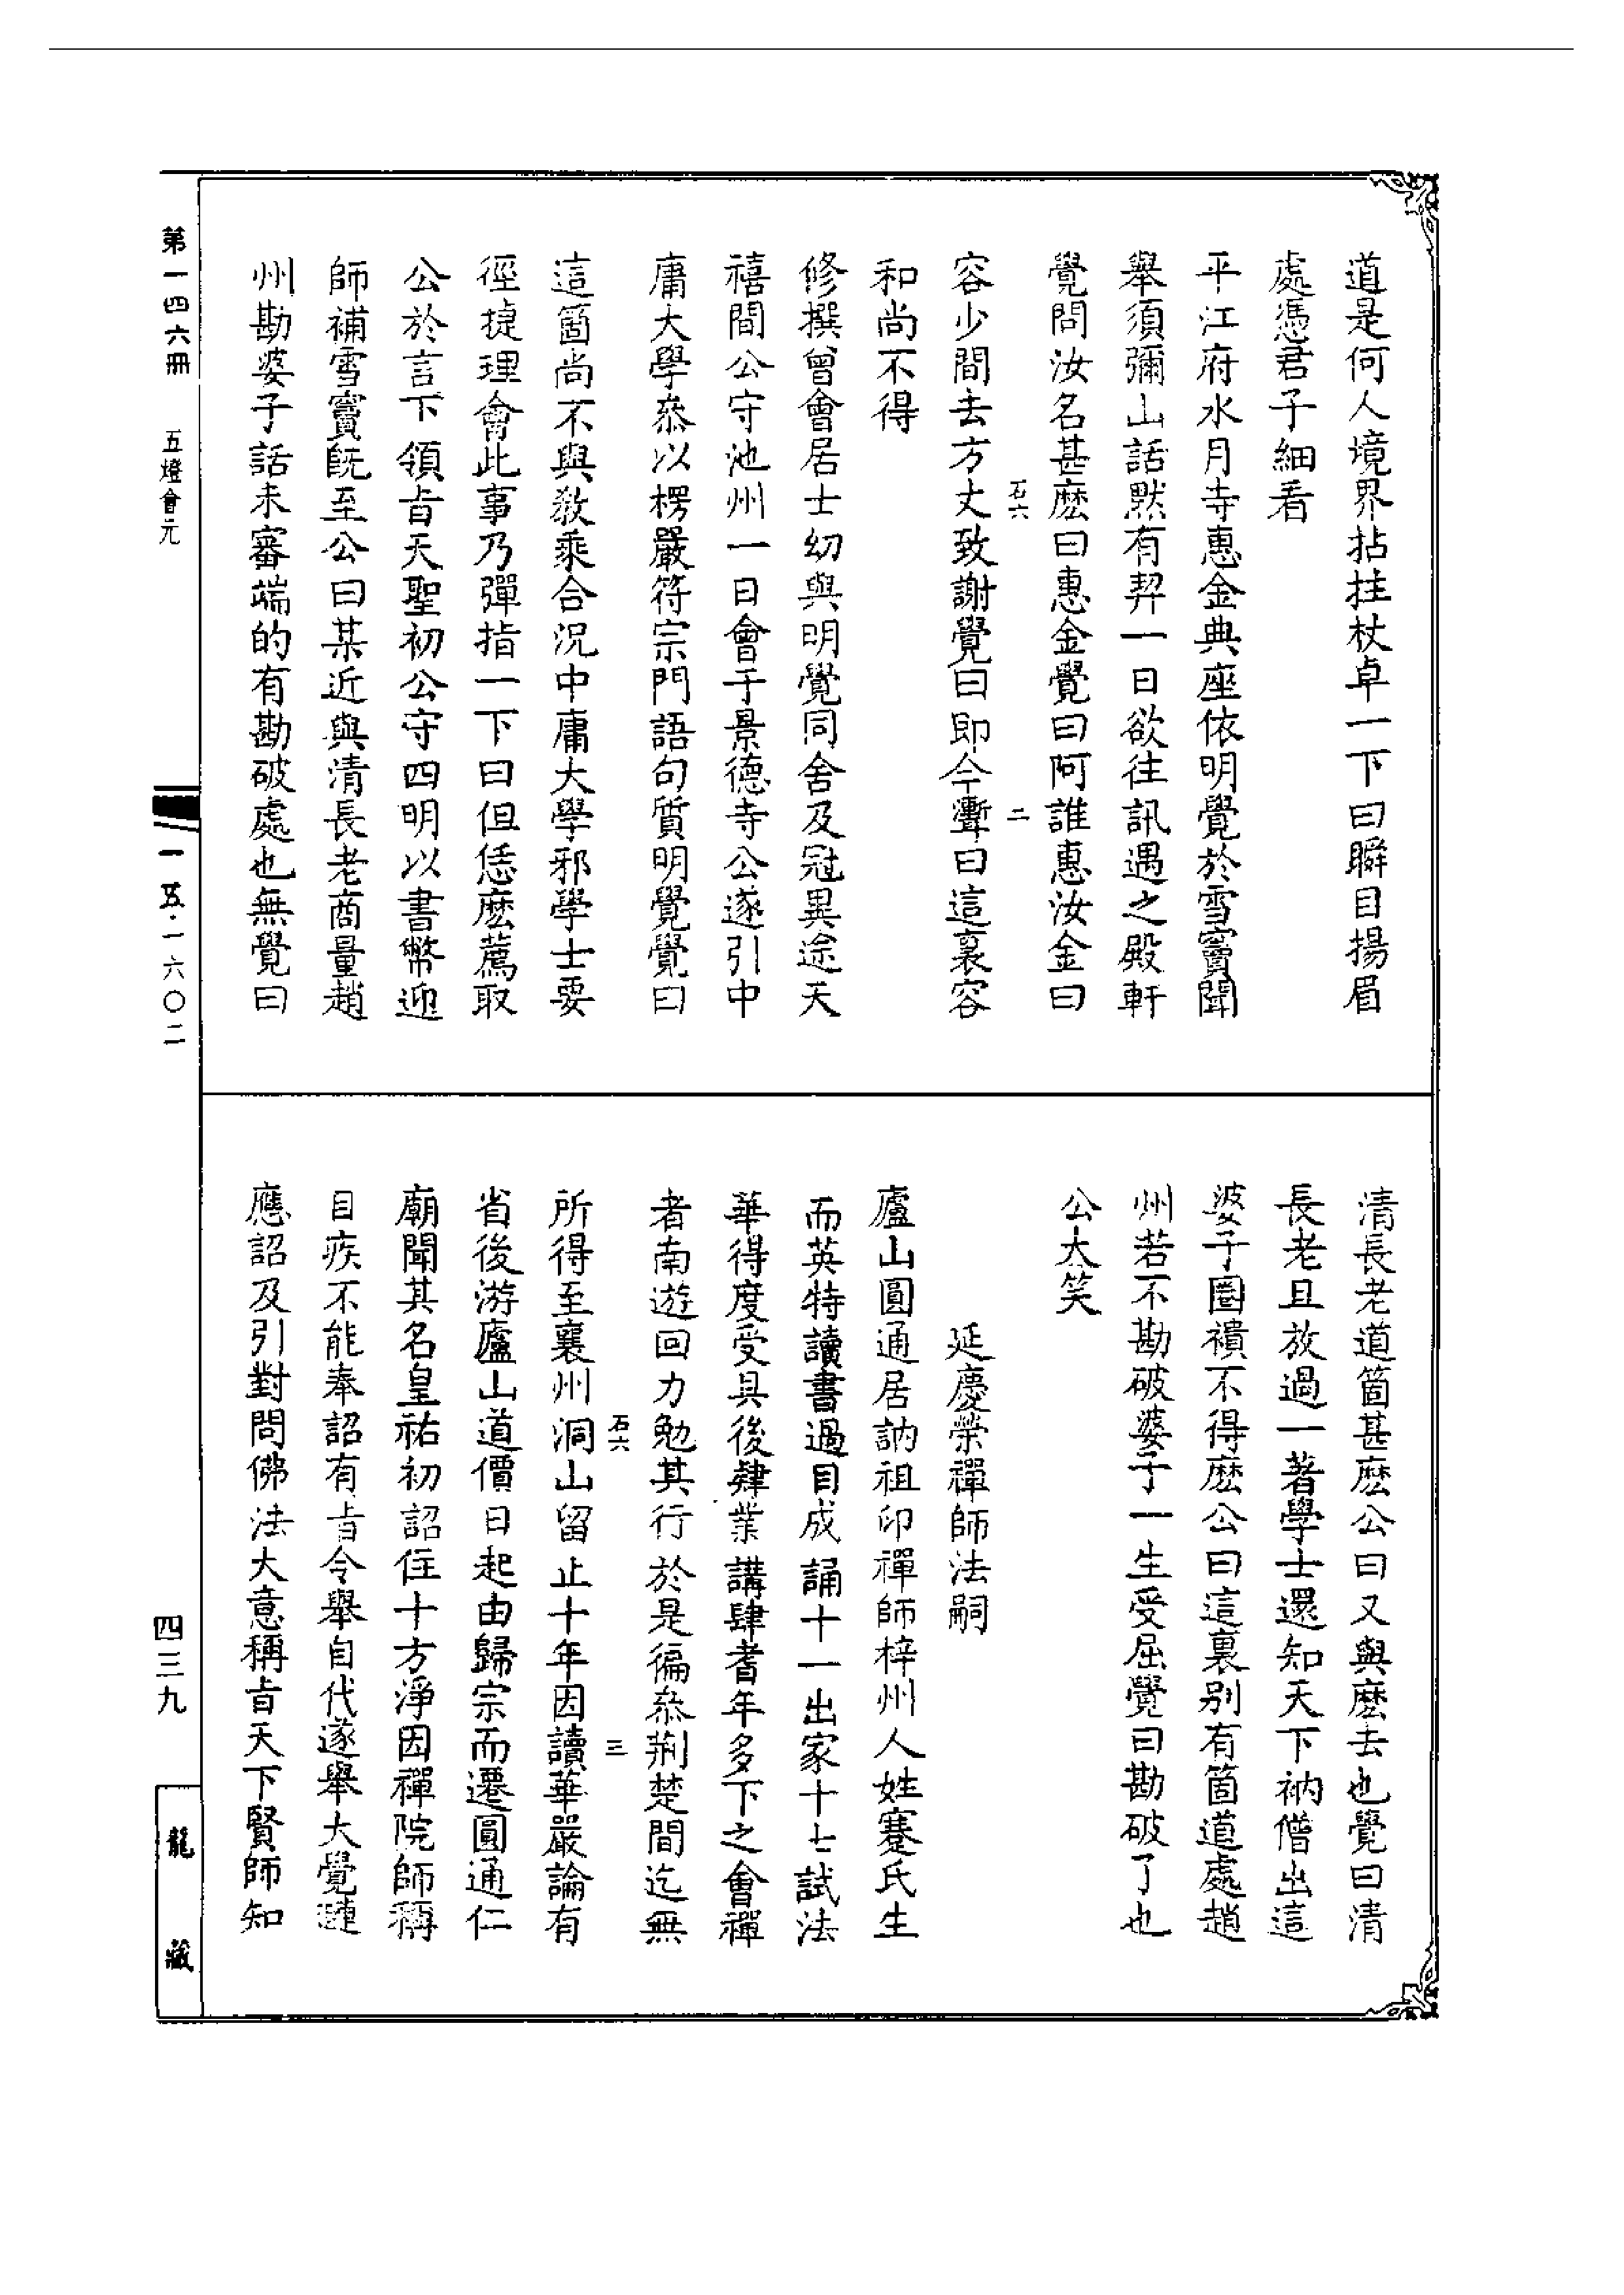 道是何人境界拈拄杖卓一下曰瞬目揚眉
處憑君子細看
平江府水月寺惠金典座依明覺於雪竇聞
舉須彌山話默有契一日欲往訊遇之殿軒
覺問汝名甚麽曰惠金覺曰阿誰惠汝金曰
石六 二
容少間去方丈致謝覺曰即今聻曰這裏容
和尚不得
修撰曾會居士幼與明覺同舍及冠異途天
禧間公守池州一日會于景德寺公遂引中
庸大學叅以楞嚴符宗門語句質明覺覺曰
這箇尚不與教乘合況中庸大學邪學士要
徑捷理會此事乃彈指一下曰但恁麽薦取
公於言下領旨天聖初公守四明以書幣迎
師補雪竇旣至公曰某近與清長老商量趙
州勘婆子話未審端的有勘破處也無覺曰
清長老道箇甚麽公曰又與麽去也覺曰清
長老且放過一著學士還知天下衲僧出這
婆子圈䙡不得麽公曰這裏别有箇道處趙
州若不勘破婆子一生受屈覺曰勘破了也
公大笑
延慶榮禪師法嗣
廬山圓通居訥祖印禪師梓州人姓蹇氏生
而英特讀書過目成誦十一出家十七試法
華得度受具後肄業講肆耆年多下之會禪
者南遊回力勉其行於是徧叅荊楚間迄無
石六 三
所得至襄州洞山留止十年因讀華嚴論有
省後游廬山道價日起由歸宗而遷圓通仁
廟聞其名皇祐初詔住十方淨因禪院師稱
目疾不能奉詔有旨令舉自代遂舉大覺璉
應詔及引對問佛法大意稱旨天下賢師知
第一四六冊 五燈會元
一五·一六〇二
四三九
龍藏